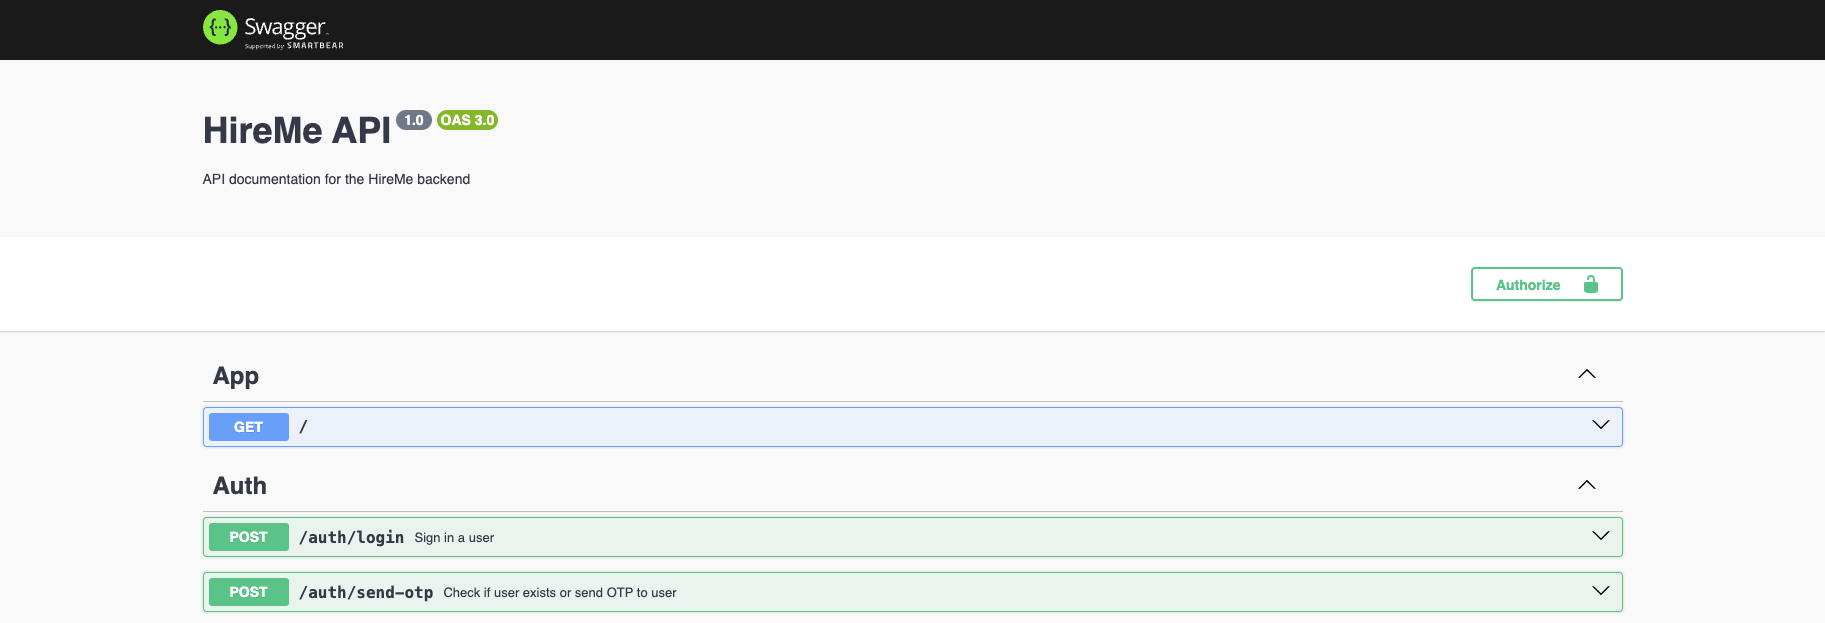 {···} Swagger
Supported by SMARTBEAR
HireMe API 1.0 OAS 3.0
API documentation for the HireMe backend
Authorize
App
GET /
Auth
POST /auth/login Sign in a user
POST /auth/send-otp Check if user exists or send OTP to user